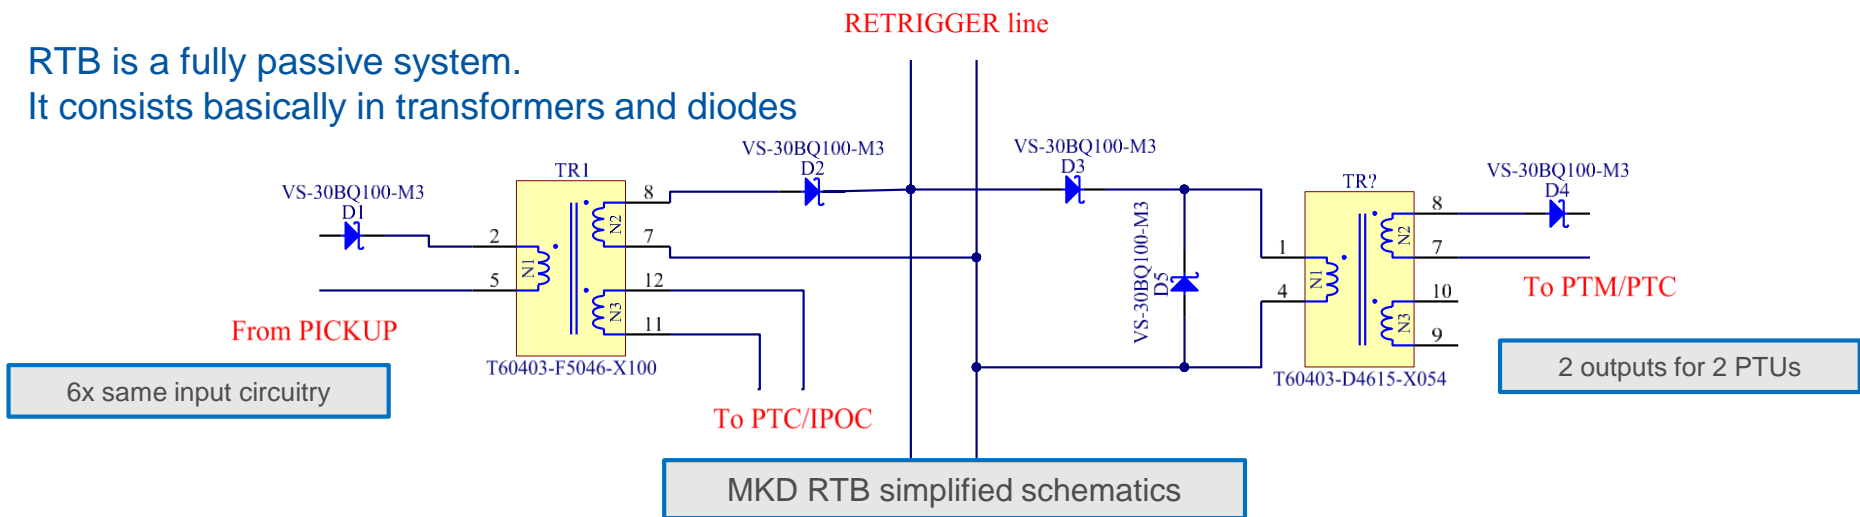 RETRIGGER line
RTB is a fully passive system.
It consists basically in transformers and diodes
VS-30BQ100-M3
D1
From PICKUP
6x same input circuitry
TR1
2
5
N1
N2
N3
8
7
12
11
T60403-F5046-X100
VS-30BQ100-M3
D2
To PTC/IPOC
VS-30BQ100-M3
D3
VS-30BQ100-M3
D5
TR?
1
4
N1
N2
N3
8
7
10
9
T60403-D4615-X054
VS-30BQ100-M3
D4
To PTM/PTC
2 outputs for 2 PTUs
MKD RTB simplified schematics